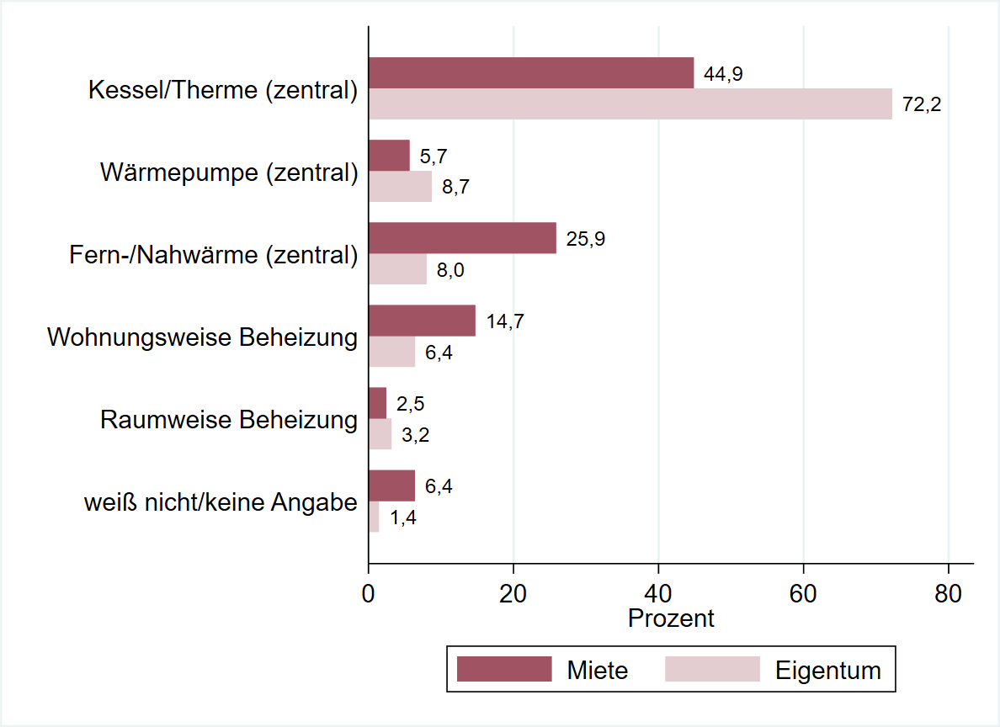 Kessel/Therme (zentral)
44,9
72,2
Wärmepumpe (zentral)
5,7
8,7
Fern-/Nahwärme (zentral)
25,9
8,0
Wohnungsweise Beheizung
14,7
6,4
Raumweise Beheizung
2,5
3,2
weiß nicht/keine Angabe
6,4
1,4
0 20 40 60 80
Prozent
Miete Eigentum